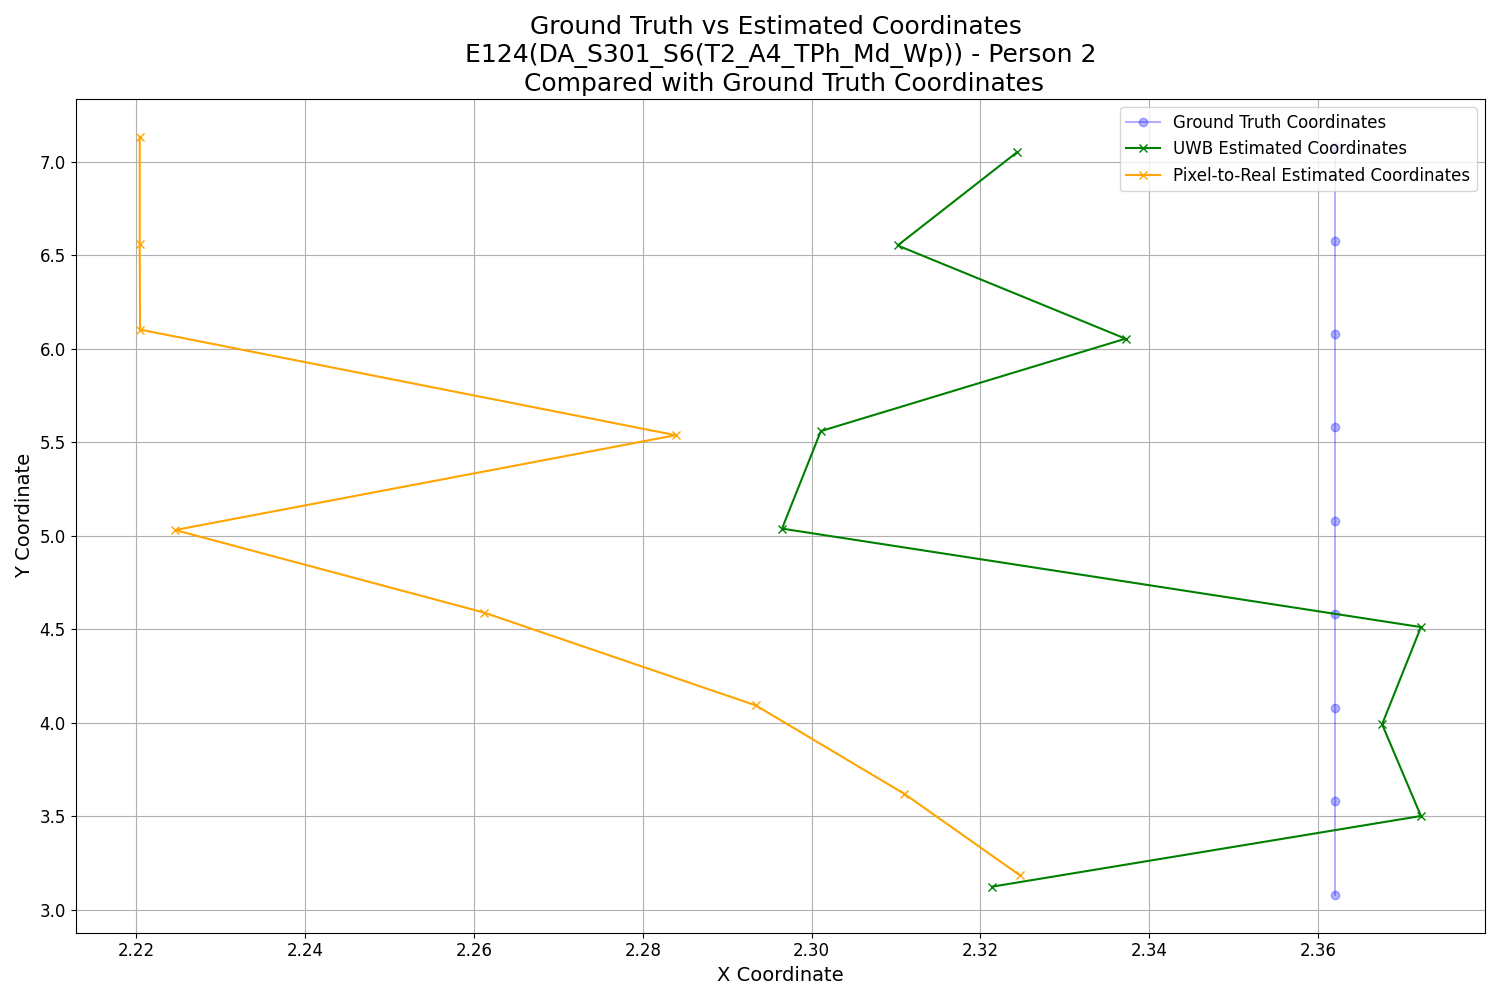 Ground Truth vs Estimated Coordinates
E124(DA_S301_S6(T2_A4_TPh_Md_Wp)) - Person 2
Compared with Ground Truth Coordinates
Ground Truth Coordinates
UWB Estimated Coordinates
Pixel-to-Real Estimated Coordinates
Y Coordinate
7.0
6.5
6.0
5.5
5.0
4.5
4.0
3.5
3.0
2.22 2.24 2.26 2.28 2.30 2.32 2.34 2.36
X Coordinate